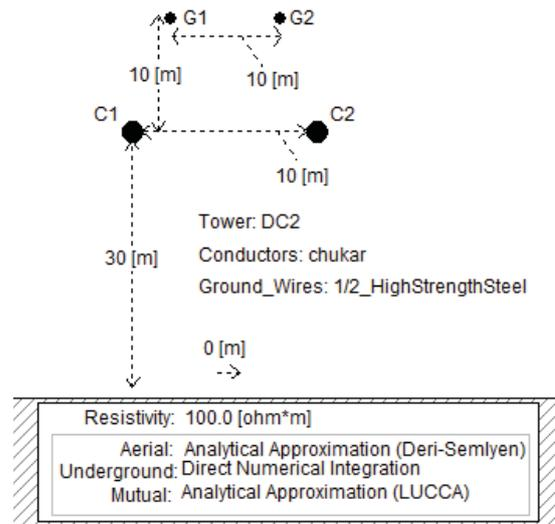 G1
G2
10 [m]
10 [m]
C1
C2
10 [m]
Tower: DC2
30 [m]
Conductors: chukar
Ground_Wires: 1/2_HighStrengthSteel
0 [m]
Resistivity: 100.0 [ohm*m]
Aerial: Analytical Approximation (Deri-Semlyen)
Underground: Direct Numerical Integration
Mutual: Analytical Approximation (LUCCA)